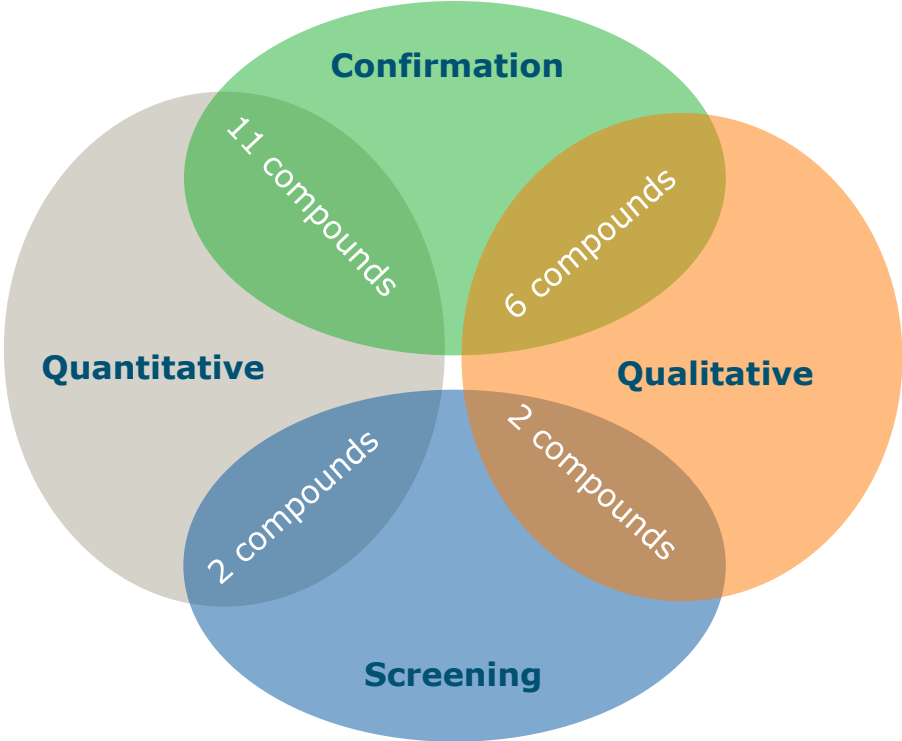 Confirmation
11 compounds
6 compounds
Quantitative
Qualitative
2 compounds
2 compounds
Screening